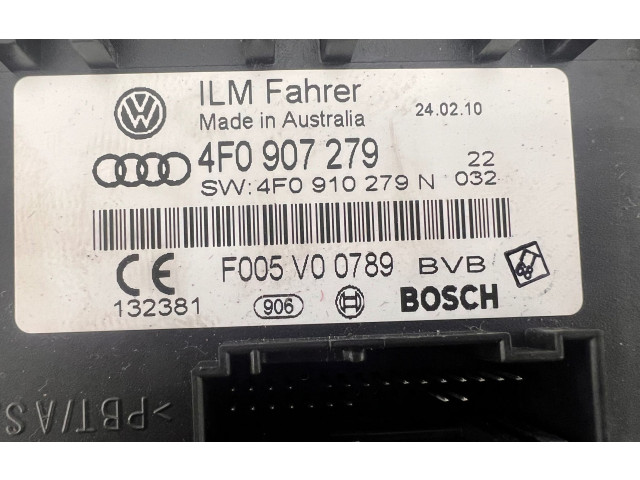 ILM Fahrer
Made in Australia
24.02.10
4F0 907 279 22
SW:4F0 910 279 N 032
F005 V0 0789 BVB
132381
906
BOSCH
>PBT/AS